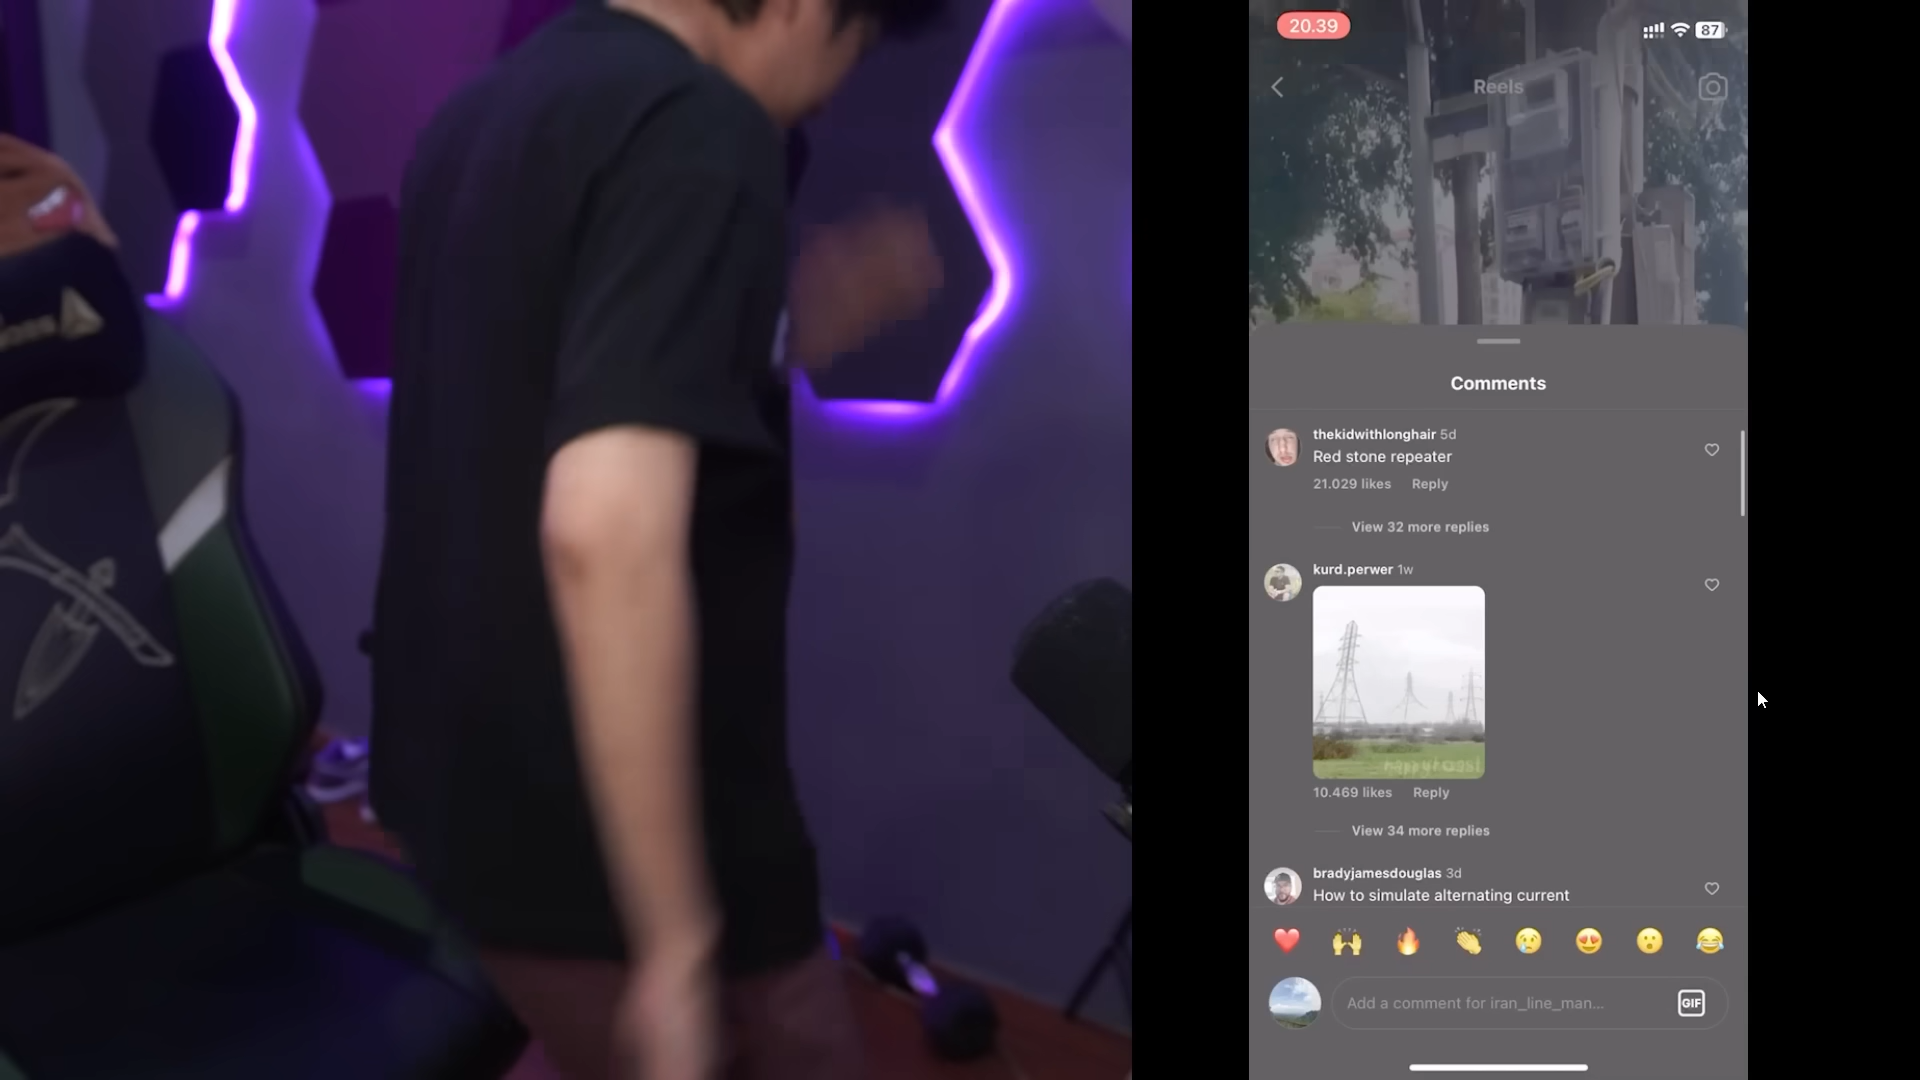 20.39
87
Reels
Comments
thekidwithlonghair 5d
Red stone repeater
21.029 likes Reply
View 32 more replies
kurd.perwer 1w
10.469 likes Reply
View 34 more replies
bradyjamesdouglas 3d
How to simulate alternating current
Add a comment for iran_line_man...
GIF